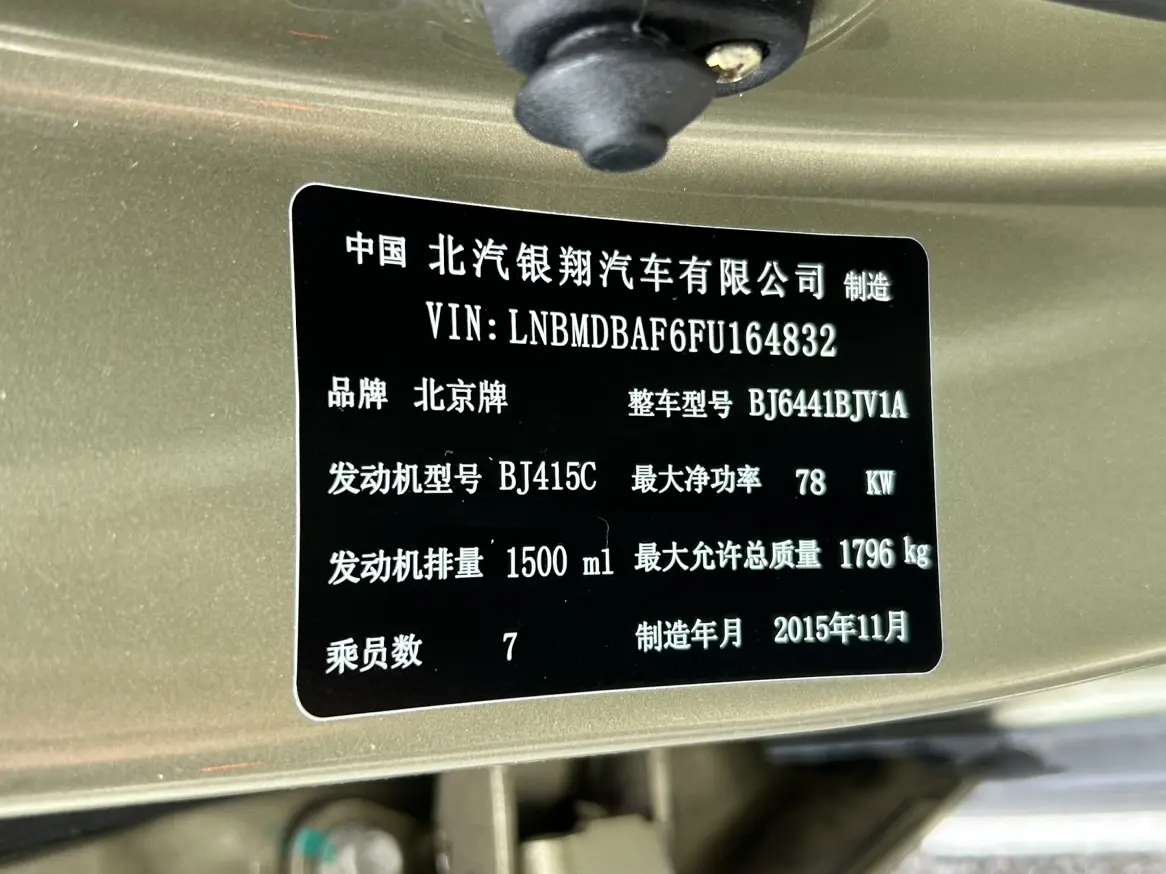 中国 北汽银翔汽车有限公司 制造
VIN: LNBMDBAF6FU164832
品牌 北京牌 整车型号 BJ6441BJV1A
发动机型号 BJ415C 最大净功率 78 KW
发动机排量 1500 ml 最大允许总质量 1796 kg
乘员数 7 制造年月 2015年11月